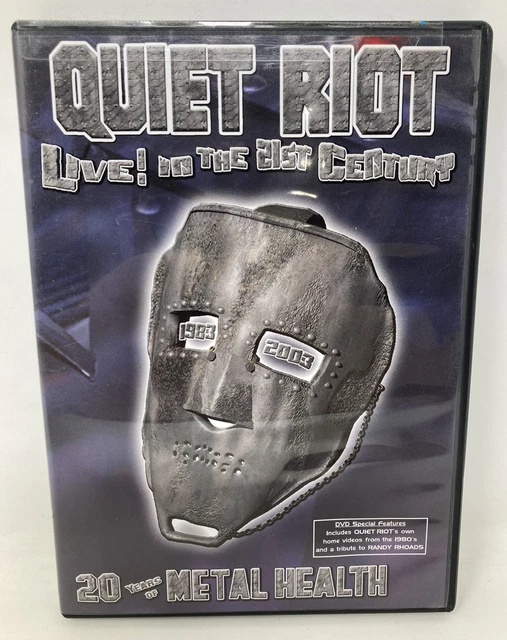 QUIET RIOT
LIVE! IN THE 21ST CENTURY
1983
2003
DVD Special Features
Includes QUIET RIOT's own
home videos from the 1980's
and a tribute to RANDY RHOADS
20 YEARS OF METAL HEALTH